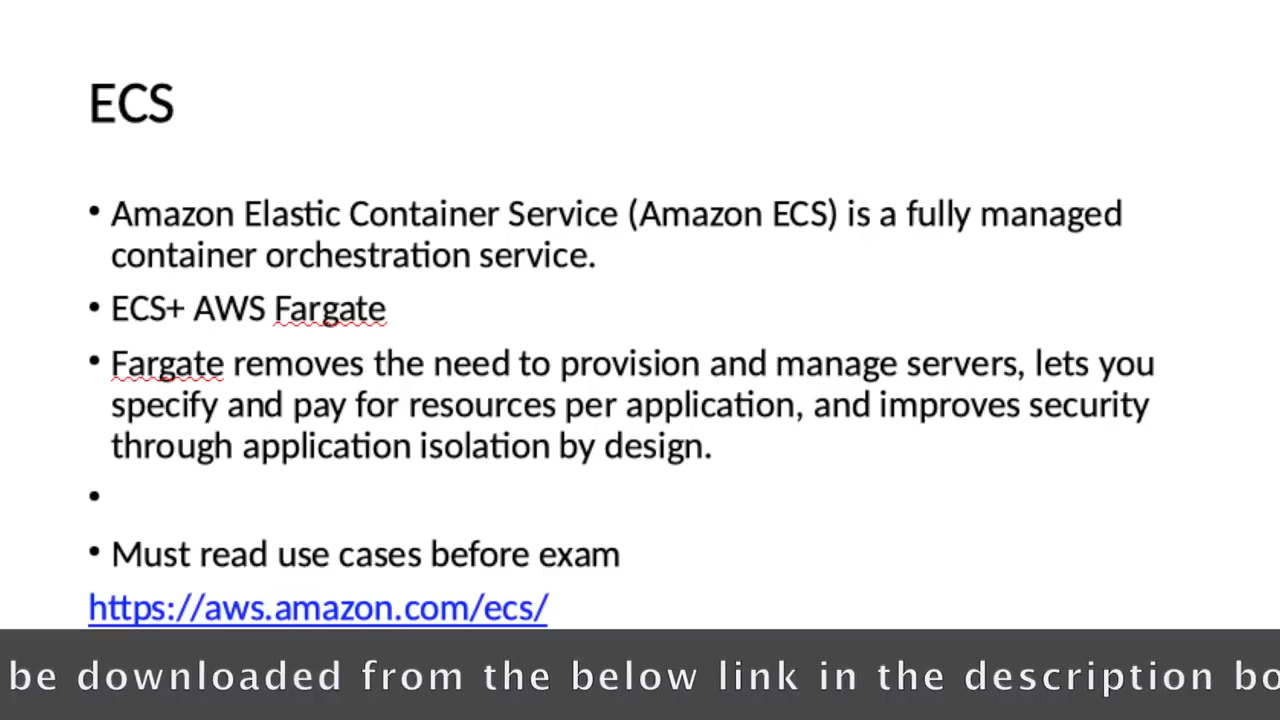 ECS
• Amazon Elastic Container Service (Amazon ECS) is a fully managed
container orchestration service.
• ECS+ AWS Fargate
• Fargate removes the need to provision and manage servers, lets you
specify and pay for resources per application, and improves security
through application isolation by design.
•
• Must read use cases before exam
https://aws.amazon.com/ecs/
be downloaded from the below link in the description bo